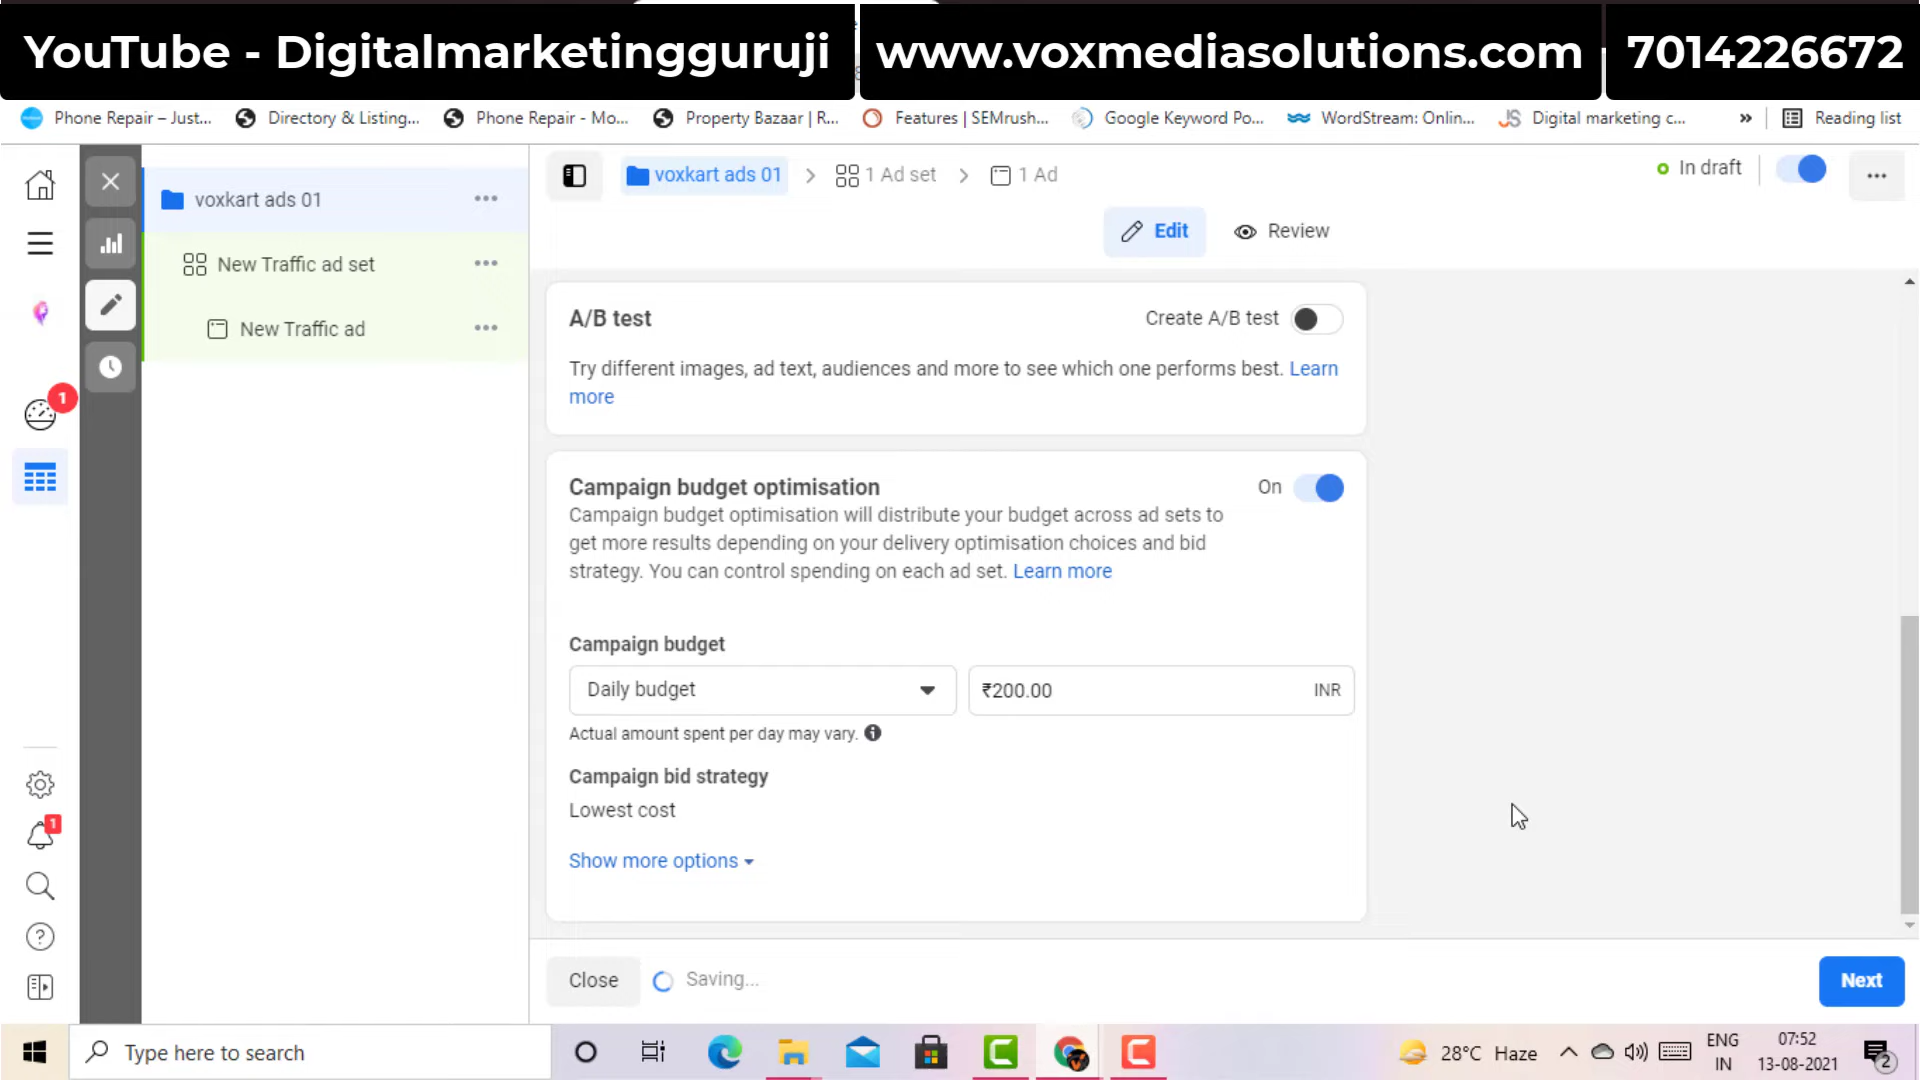 YouTube - Digitalmarketingguruji
www.voxmediasolutions.com
7014226672
Phone Repair – Just...
Directory & Listing...
Phone Repair - Mo...
Property Bazaar | R...
Features | SEMrush...
Google Keyword Po...
WordStream: Onlin...
Digital marketing c...
»
Reading list
voxkart ads 01
New Traffic ad set
New Traffic ad
voxkart ads 01 > 1 Ad set > 1 Ad
In draft
Edit
Review
A/B test
Create A/B test
Try different images, ad text, audiences and more to see which one performs best. Learn
more
Campaign budget optimisation
On
Campaign budget optimisation will distribute your budget across ad sets to
get more results depending on your delivery optimisation choices and bid
strategy. You can control spending on each ad set. Learn more
Campaign budget
Daily budget
₹200.00
INR
Actual amount spent per day may vary.
Campaign bid strategy
Lowest cost
Show more options
1
1
Close
Saving...
Next
Type here to search
28°C Haze
ENG
IN
07:52
13-08-2021
2